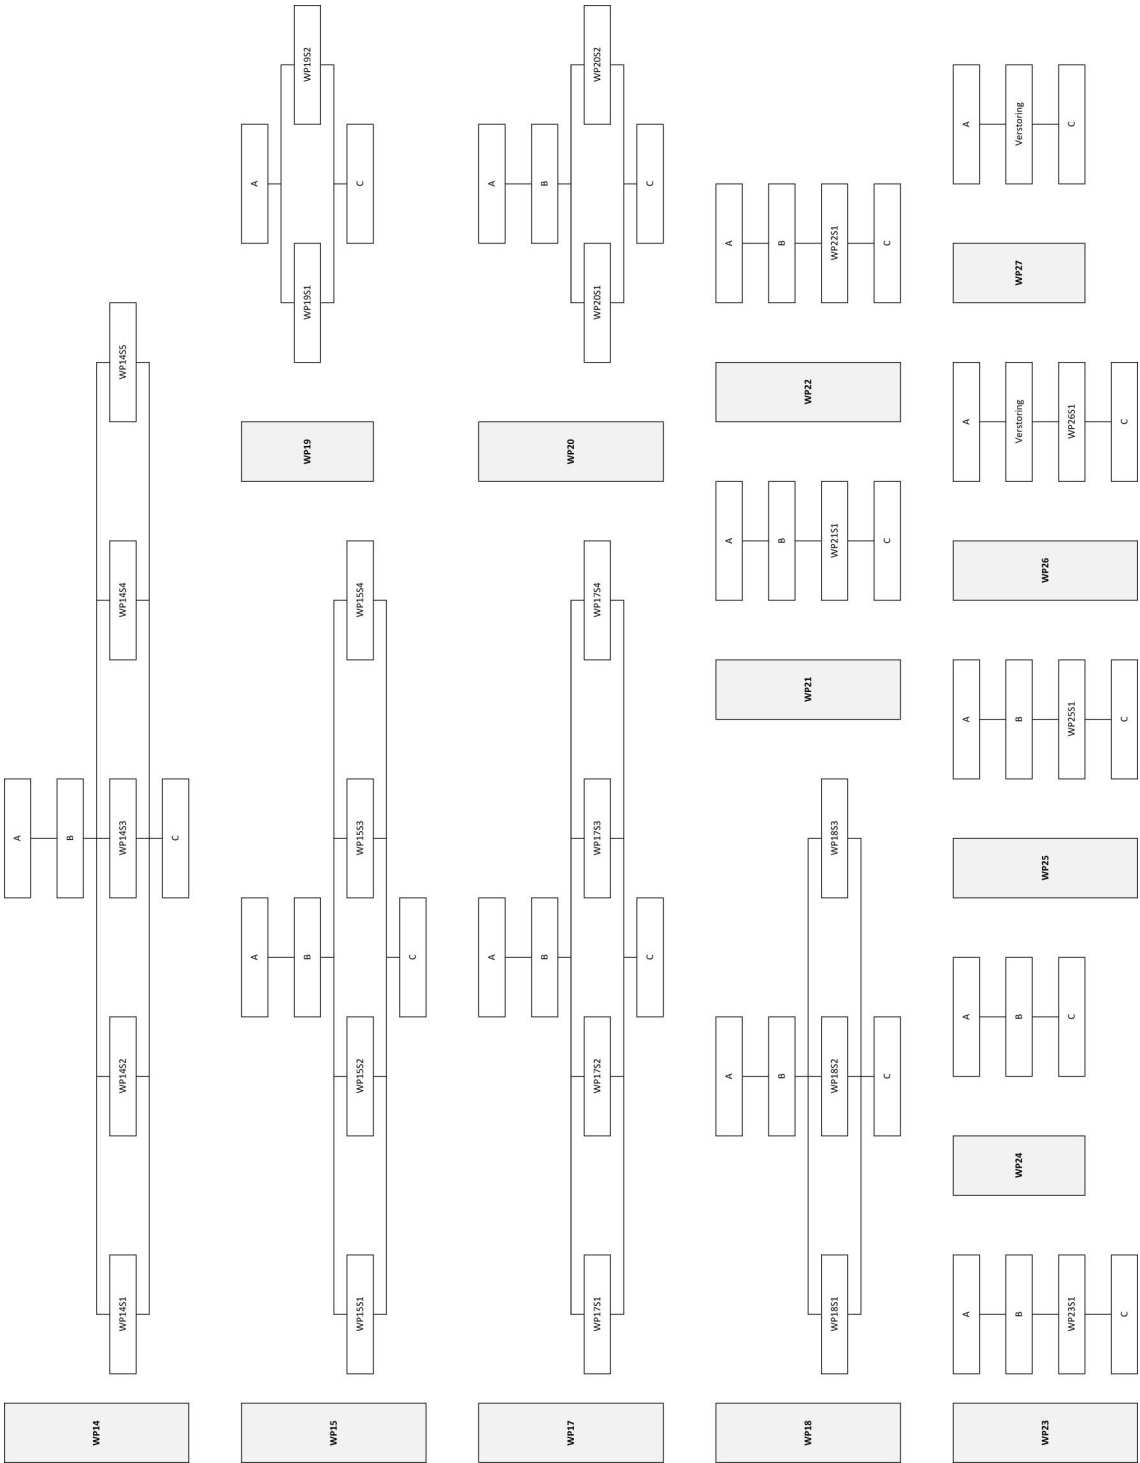 WP14
A
B
WP14S1
WP14S2
WP14S3
WP14S4
WP14S5
C
WP15
A
B
WP15S1
WP15S2
WP15S3
WP15S4
C
WP19
A
WP19S1
WP19S2
C
WP17
A
B
WP17S1
WP17S2
WP17S3
WP17S4
C
WP20
A
B
WP20S1
WP20S2
C
WP18
A
B
WP18S1
WP18S2
WP18S3
C
WP21
A
B
WP21S1
C
WP22
A
B
WP22S1
C
WP23
A
B
WP23S1
C
WP24
A
B
C
WP25
A
B
WP25S1
C
WP26
A
Verstoring
WP26S1
C
WP27
A
Verstoring
C